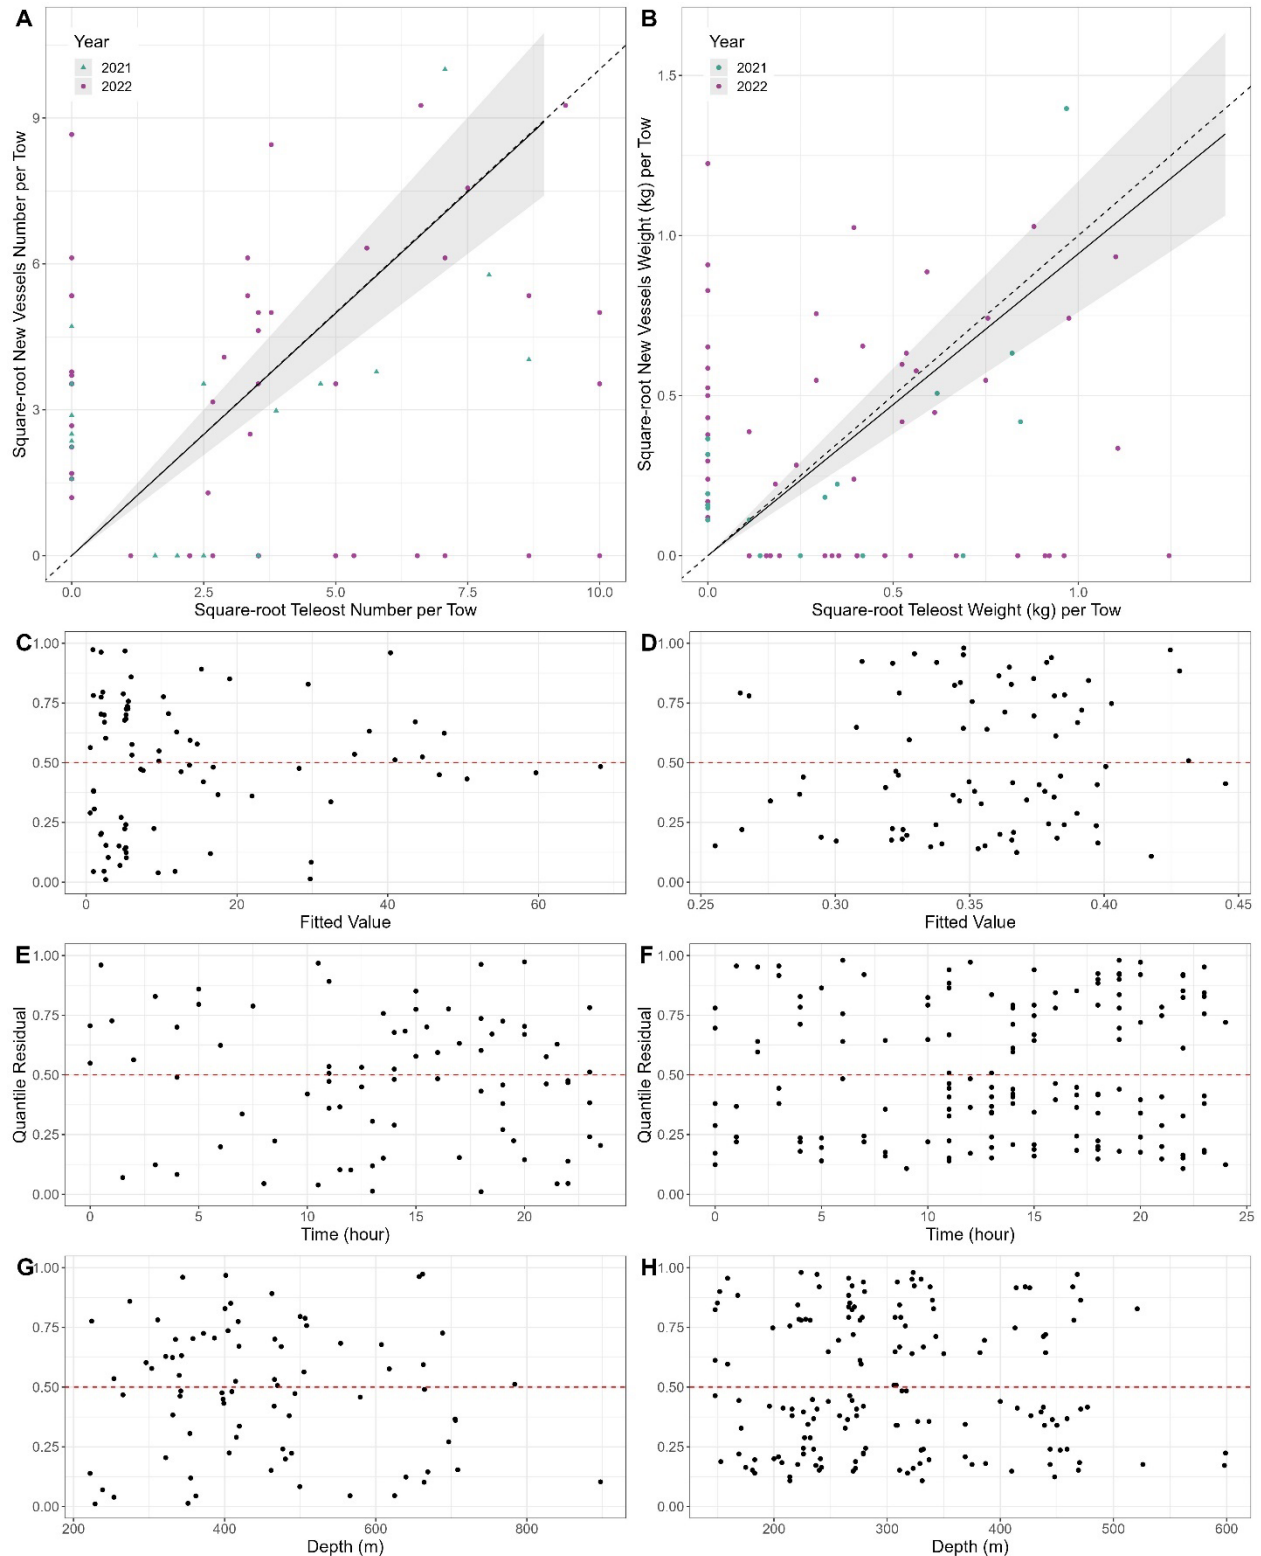 A
Year
2021
2022
9
6
3
0
0.0 2.5 5.0 7.5 10.0
Square-root Teleost Number per Tow
Square-root New Vessels Number per Tow
B
Year
2021
2022
1.5
1.0
0.5
0.0
0.0 0.5 1.0
Square-root Teleost Weight (kg) per Tow
Square-root New Vessels Weight (kg) per Tow
C
1.00
0.75
0.50
0.25
0.00
0 20 40 60
Fitted Value
D
1.00
0.75
0.50
0.25
0.00
0.25 0.30 0.35 0.40 0.45
Fitted Value
E
1.00
0.75
0.50
0.25
0.00
0 5 10 15 20
Time (hour)
Quantile Residual
F
1.00
0.75
0.50
0.25
0.00
0 5 10 15 20 25
Time (hour)
Quantile Residual
G
1.00
0.75
0.50
0.25
0.00
200 400 600 800
Depth (m)
H
1.00
0.75
0.50
0.25
0.00
200 300 400 500 600
Depth (m)